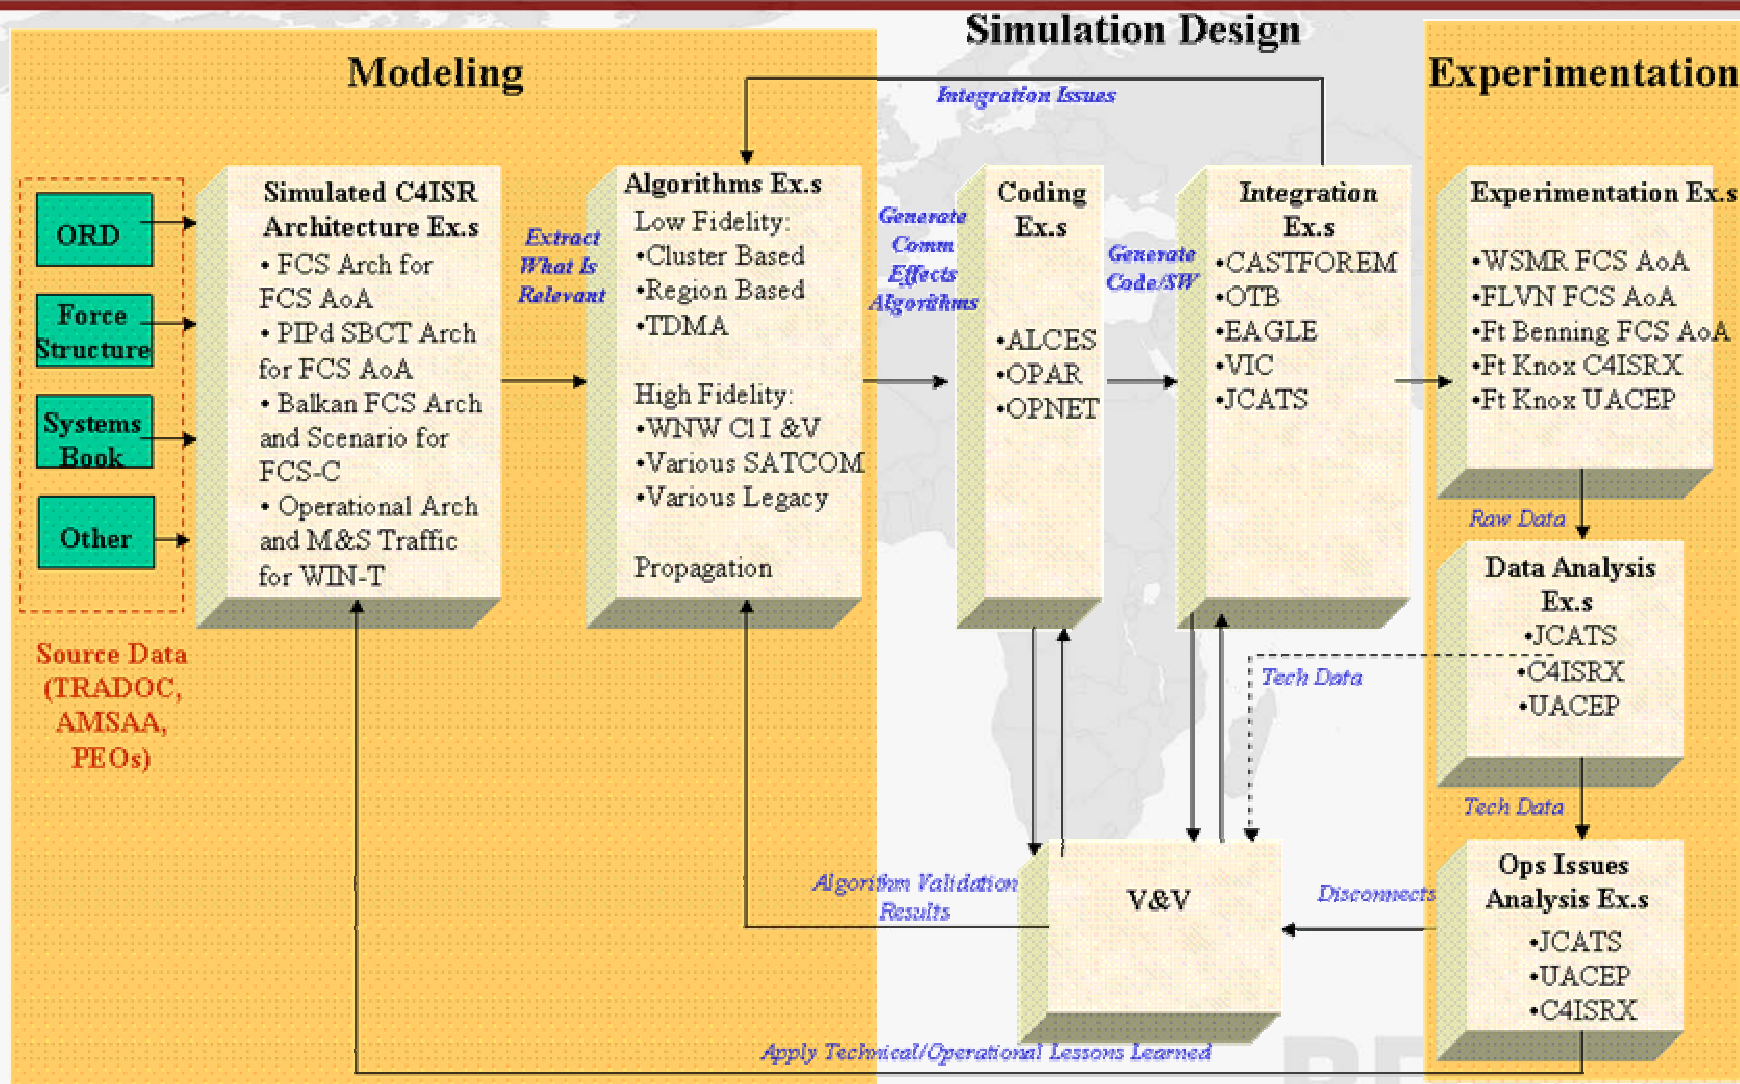 Simulation Design
Modeling
Experimentation
Integration Issues
ORD
Force
Structure
Systems
Book
Other
Source Data
(TRADOC,
AMSAA,
PEOs)
Simulated C4ISR
Architecture Ex.s
• FCS Arch for
FCS AoA
• PIPd SBCT Arch
for FCS AoA
• Balkan FCS Arch
and Scenario for
FCS-C
• Operational Arch
and M&S Traffic
for WIN-T
Extract
What Is
Relevant
Algorithms Ex.s
Low Fidelity:
•Cluster Based
•Region Based
•TDMA
High Fidelity:
•WNW Cl I &V
•Various SATCOM
•Various Legacy
Propagation
Generate
Comm
Effects
Algorithms
Coding
Ex.s
•ALCES
•OPAR
•OPNET
Generate
Code/SW
Integration
Ex.s
•CASTFOREM
•OTB
•EAGLE
•VIC
•JCATS
Experimentation Ex.s
•WSMR FCS AoA
•FLVN FCS AoA
•Ft Benning FCS AoA
•Ft Knox C4ISRX
•Ft Knox UACEP
Raw Data
Data Analysis
Ex.s
•JCATS
•C4ISRX
•UACEP
Tech Data
Tech Data
Ops Issues
Analysis Ex.s
•JCATS
•UACEP
•C4ISRX
Disconnects
V&V
Algorithm Validation
Results
Apply Technical/Operational Lessons Learned